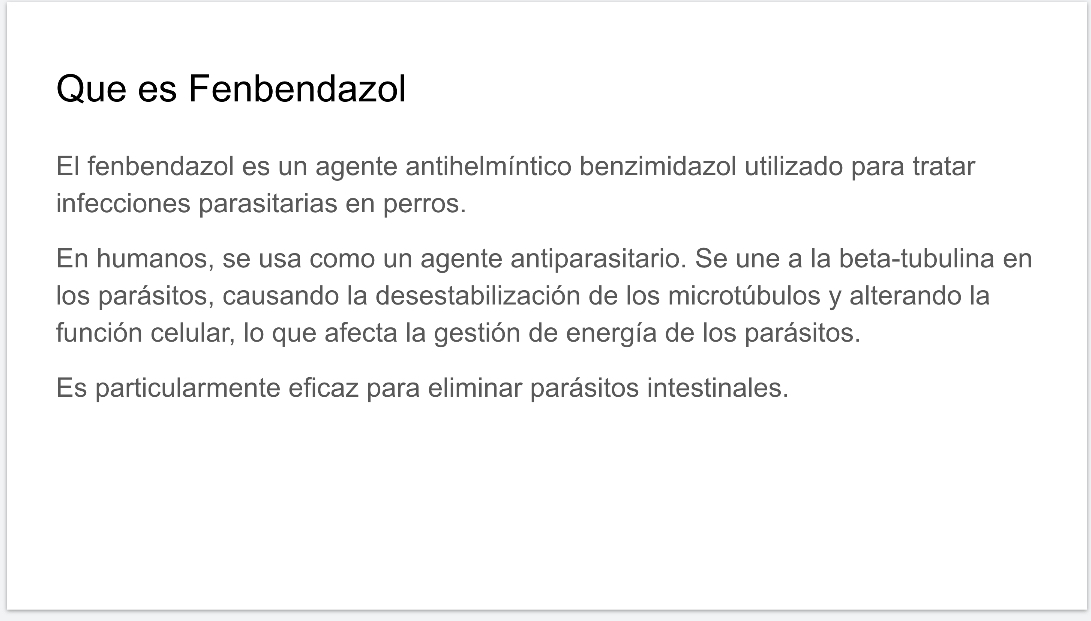 Que es Fenbendazol
El fenbendazol es un agente antihelmíntico benzimidazol utilizado para tratar
infecciones parasitarias en perros.
En humanos, se usa como un agente antiparasitario. Se une a la beta-tubulina en
los parásitos, causando la desestabilización de los microtúbulos y alterando la
función celular, lo que afecta la gestión de energía de los parásitos.
Es particularmente eficaz para eliminar parásitos intestinales.